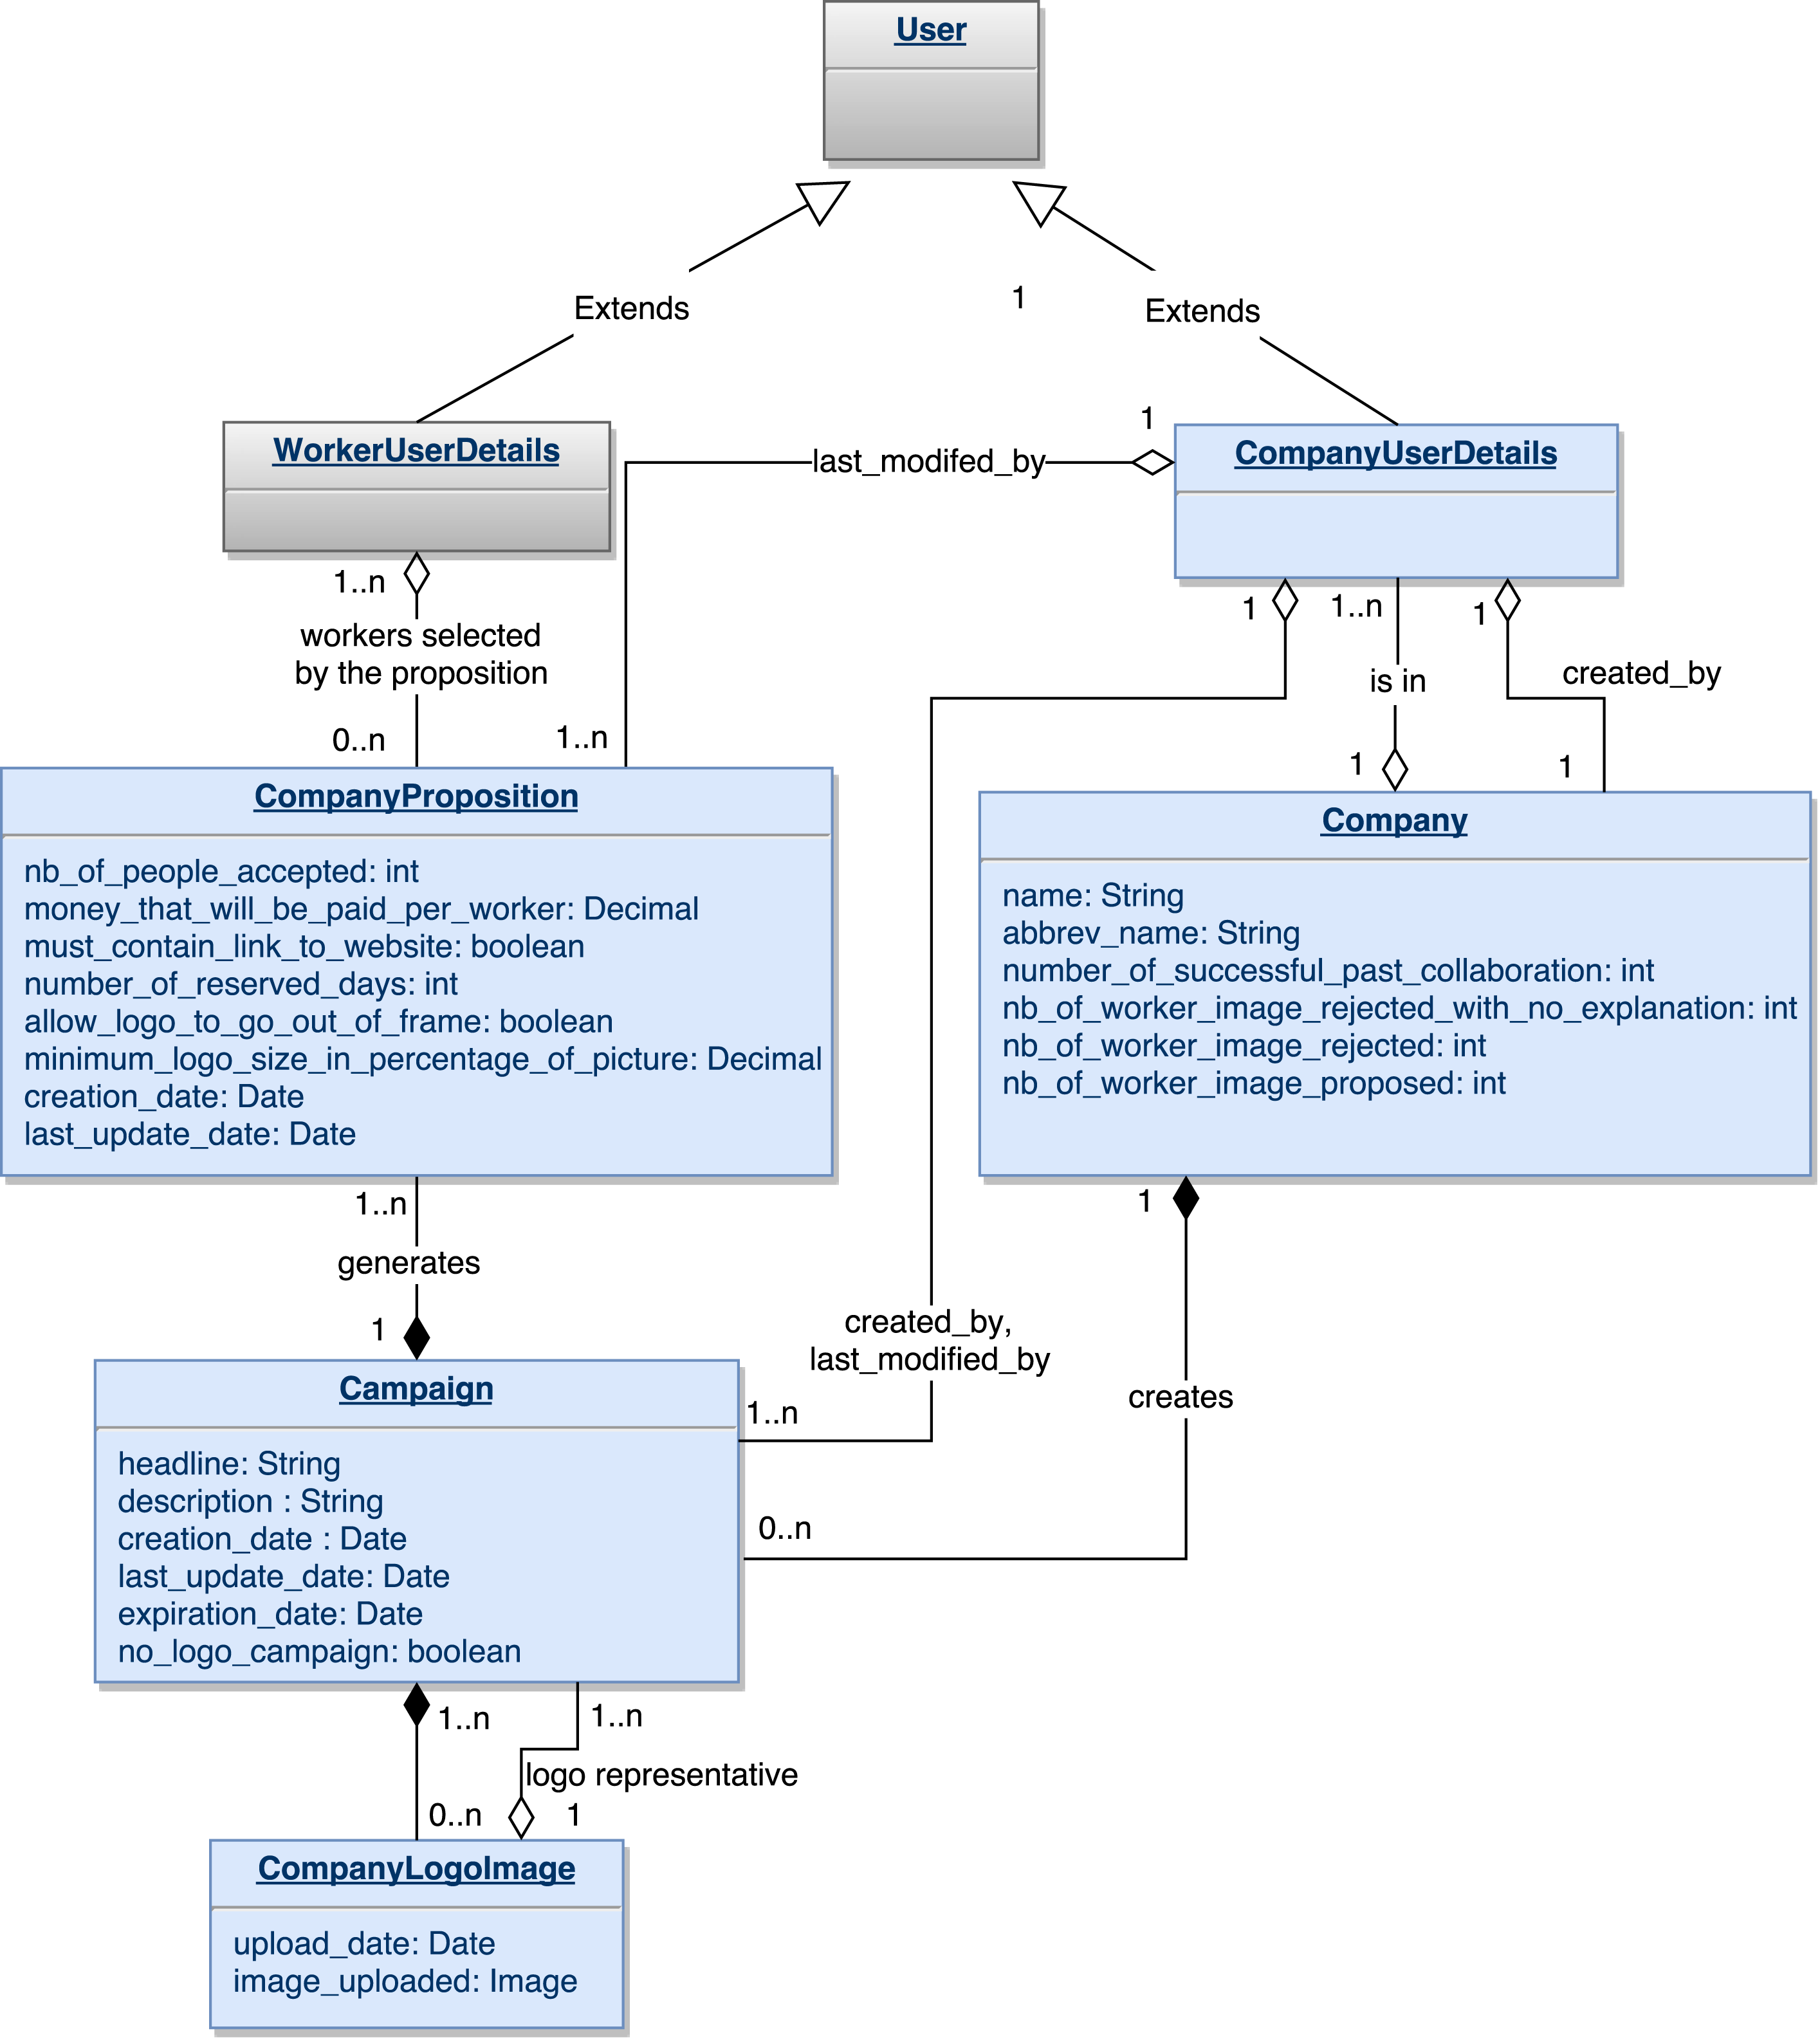 User
Extends
1
Extends
WorkerUserDetails
1
last_modifed_by
CompanyUserDetails
1..n
workers selected
by the proposition
0..n
1..n
1
1..n
1
is in
created_by
1
1
CompanyProposition
nb_of_people_accepted: int
money_that_will_be_paid_per_worker: Decimal
must_contain_link_to_website: boolean
number_of_reserved_days: int
allow_logo_to_go_out_of_frame: boolean
minimum_logo_size_in_percentage_of_picture: Decimal
creation_date: Date
last_update_date: Date
Company
name: String
abbrev_name: String
number_of_successful_past_collaboration: int
nb_of_worker_image_rejected_with_no_explanation: int
nb_of_worker_image_rejected: int
nb_of_worker_image_proposed: int
1..n
generates
1
1
created_by,
last_modified_by
creates
1..n
0..n
Campaign
headline: String
description : String
creation_date : Date
last_update_date: Date
expiration_date: Date
no_logo_campaign: boolean
1..n
1..n
logo representative
0..n
1
CompanyLogoImage
upload_date: Date
image_uploaded: Image